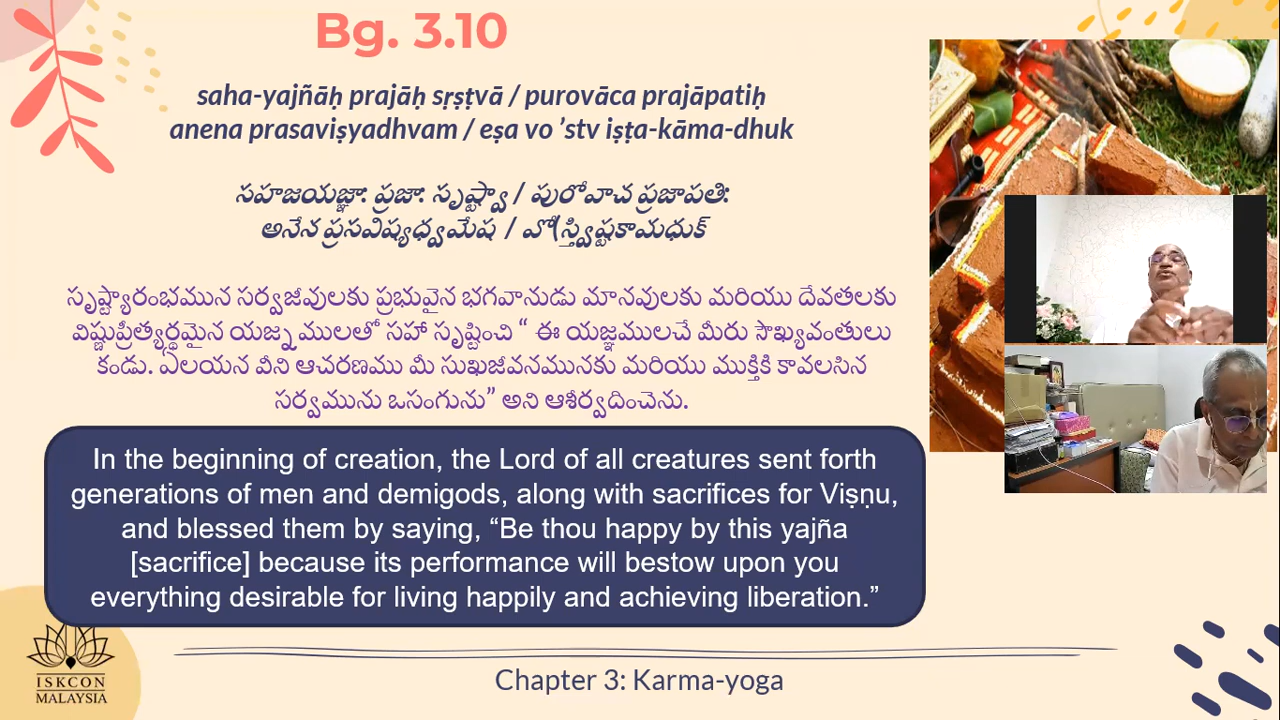 Bg. 3.10
saha-yajñāḥ prajāḥ sṛṣṭvā / purovāca prajāpatiḥ
anena prasaviṣyadhvam / eṣa vo ’stv iṣṭa-kāma-dhuk
సహజయజ్ఞా: ప్రజా: సృష్ట్వా / పురోవాచ ప్రజాపతి:
అనేన ప్రసవిష్యధ్వమేష / వో(స్త్విష్టకామధుక్
సృష్ట్యారంభమున సర్వజీవులకు ప్రభువైన భగవానుడు మానవులకు మరియు దేవతలకు
విష్ణుప్రీత్యర్థమైన యజ్న ములతో సహా సృష్టించి “ ఈ యజ్ఞములచే మీరు సౌఖ్యవంతులు
కండు. ఏలయన వీని ఆచరణము మీ సుఖజీవనమునకు మరియు ముక్తికి కావలసిన
సర్వమును ఒసంగును” అని ఆశీర్వదించెను.
In the beginning of creation, the Lord of all creatures sent forth
generations of men and demigods, along with sacrifices for Viṣṇu,
and blessed them by saying, “Be thou happy by this yajña
[sacrifice] because its performance will bestow upon you
everything desirable for living happily and achieving liberation.”
Chapter 3: Karma-yoga
ISKCON
MALAYSIA